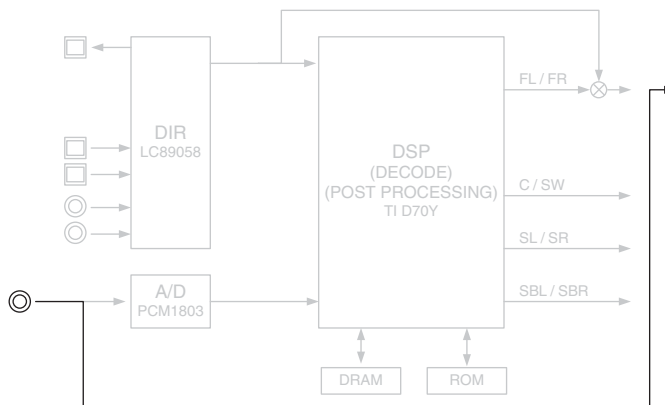 FL / FR
DIR
LC89058
DSP
(DECODE)
(POST PROCESSING)
TI D70Y
C / SW
SL / SR
A/D
PCM1803
SBL / SBR
DRAM
ROM